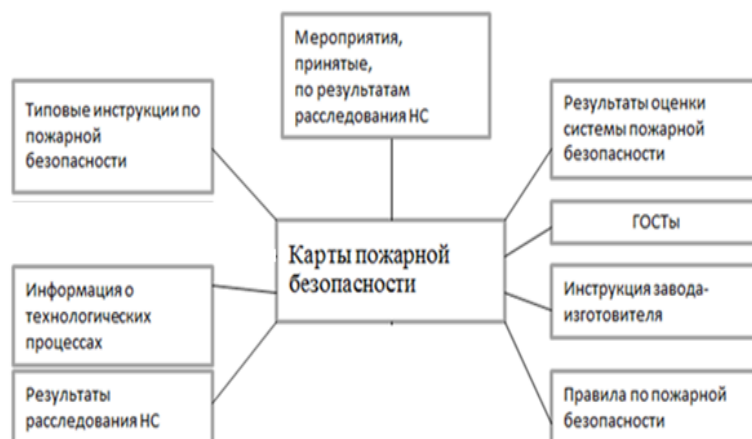 Мероприятия,
принятые,
по результатам
расследования НС
Типовые инструкции по
пожарной
безопасности
Результаты оценки
системы пожарной
безопасности
Карты пожарной
безопасности
ГОСТы
Информация о
технологических
процессах
Инструкция завода-
изготовителя
Результаты
расследования НС
Правила по пожарной
безопасности